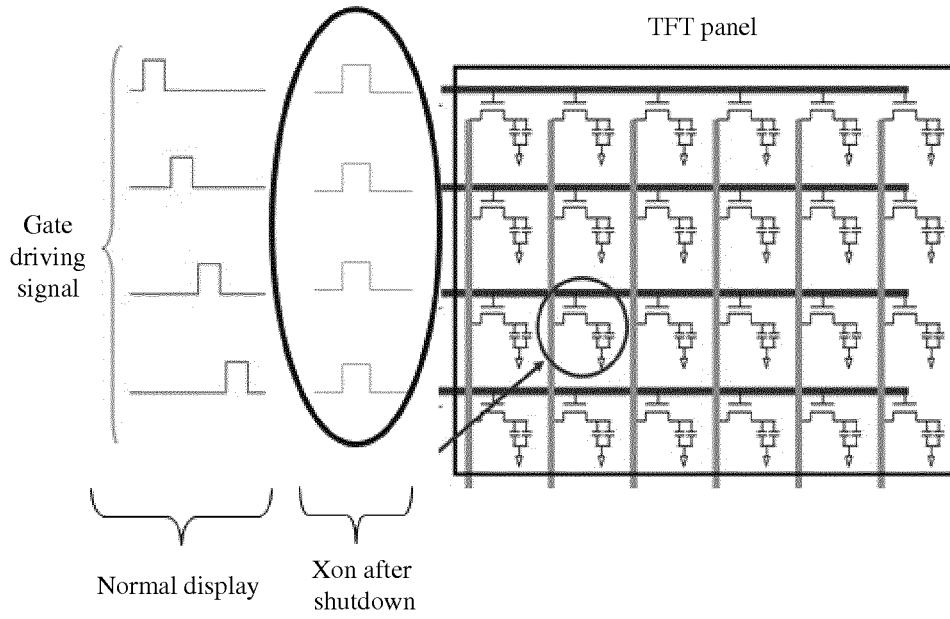 TFT panel
Gate
driving
signal
Normal display
Xon after
shutdown